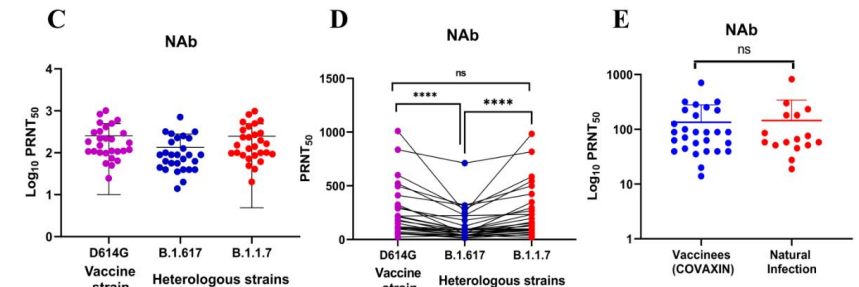 C
NAb
Log10 PRNT50
4
3
2
1
0
D614G B.1.617 B.1.1.7
Vaccine strain
Heterologous strains
D
NAb
PRNT50
1500
1000
500
0
ns
****
****
D614G B.1.617 B.1.1.7
Vaccine strain
Heterologous strains
E
NAb
ns
Log10 PRNT50
1000
100
10
1
Vaccinees
(COVAXIN)
Natural
Infection